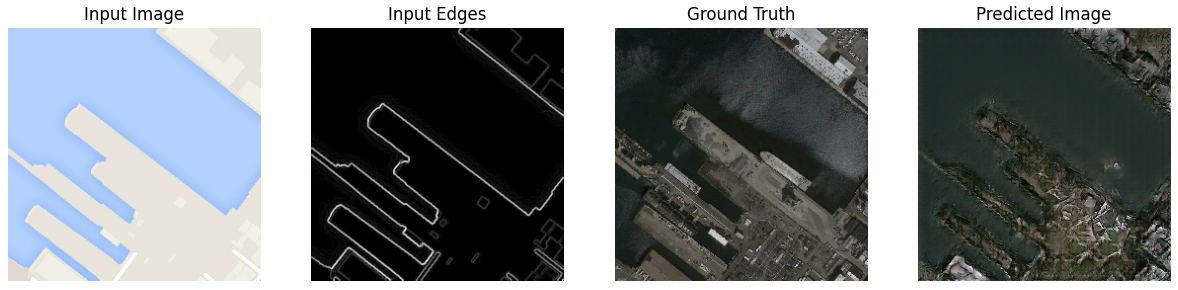 Input Image
Input Edges
Ground Truth
Predicted Image